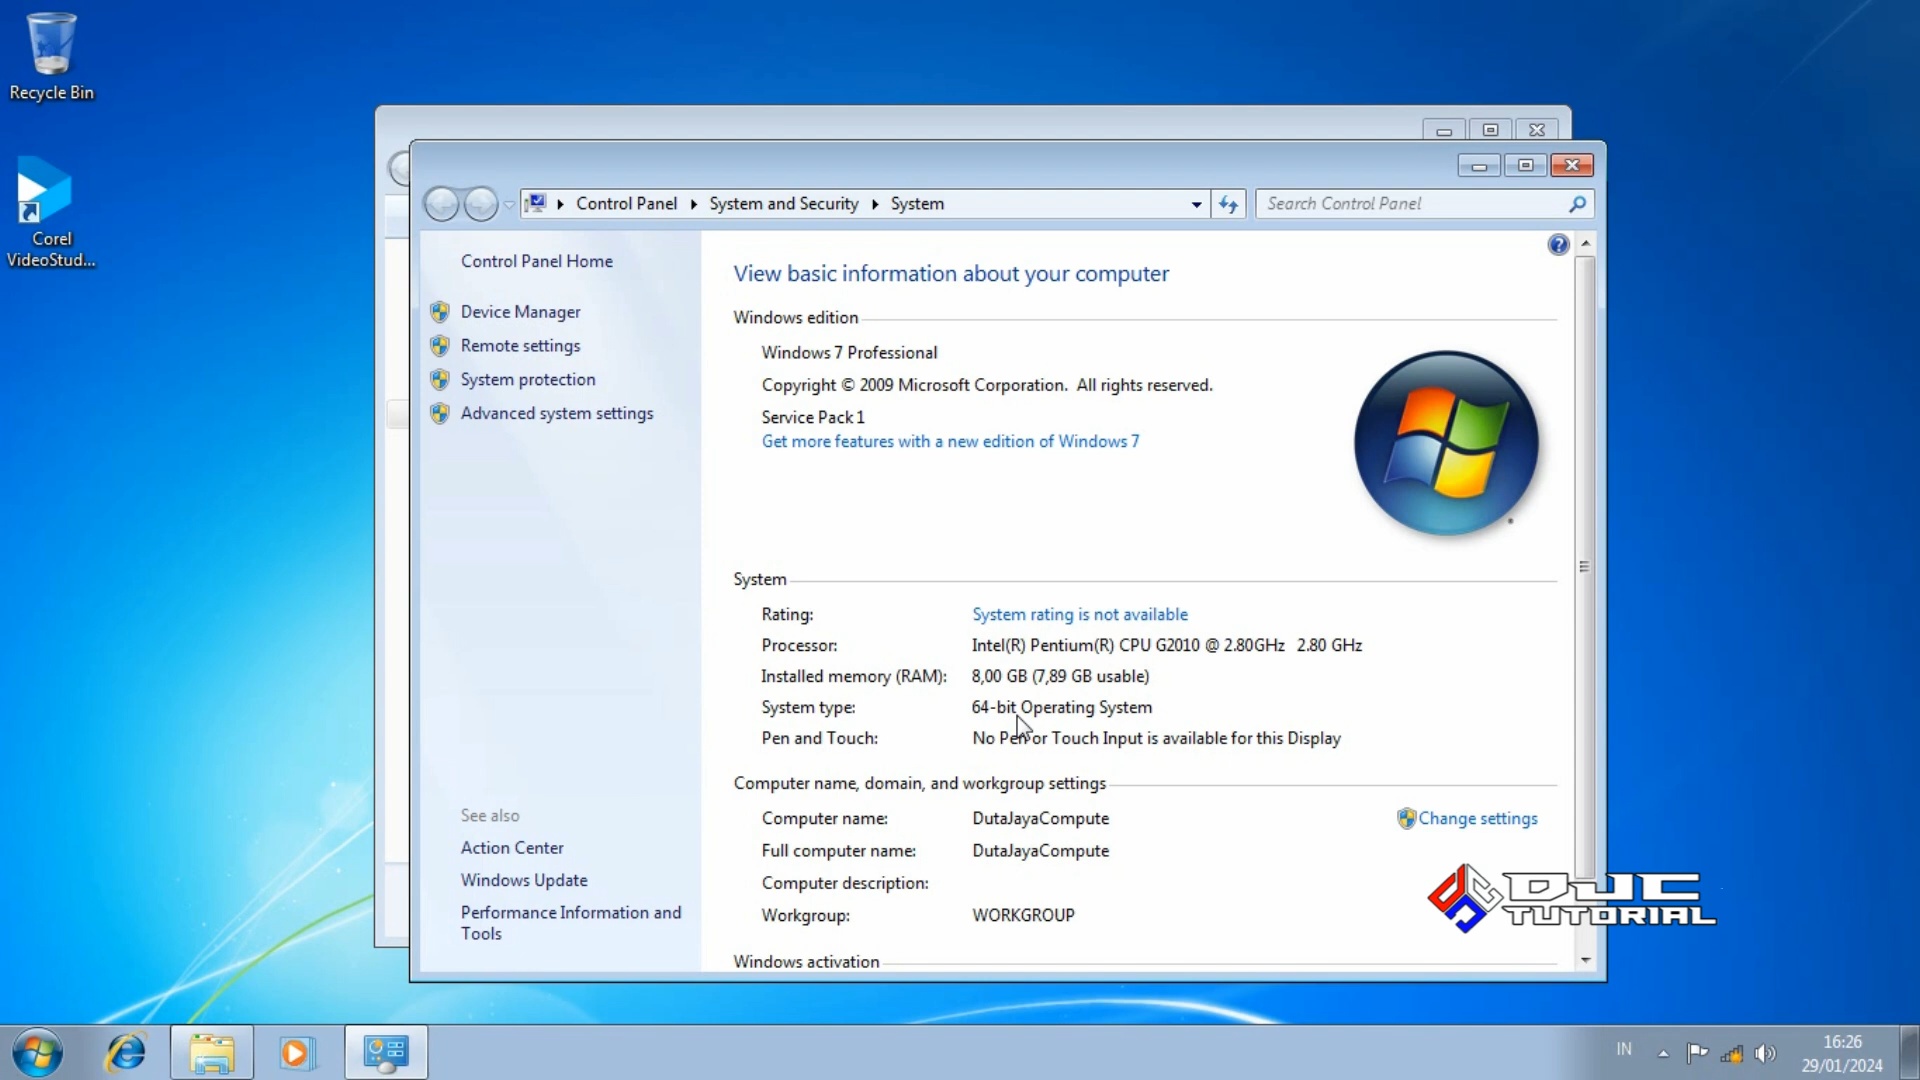 Recycle Bin
Corel
VideoStud...
Control Panel
System and Security
System
Search Control Panel
Control Panel Home
Device Manager
Remote settings
System protection
Advanced system settings
See also
Action Center
Windows Update
Performance Information and
Tools
View basic information about your computer
Windows edition
Windows 7 Professional
Copyright © 2009 Microsoft Corporation. All rights reserved.
Service Pack 1
Get more features with a new edition of Windows 7
System
Rating: System rating is not available
Processor: Intel(R) Pentium(R) CPU G2010 @ 2.80GHz 2.80 GHz
Installed memory (RAM): 8,00 GB (7,89 GB usable)
System type: 64-bit Operating System
Pen and Touch: No Pen or Touch Input is available for this Display
Computer name, domain, and workgroup settings
Computer name: DutaJayaCompute
Change settings
Full computer name: DutaJayaCompute
Computer description:
Workgroup: WORKGROUP
Windows activation
DJC
TUTORIAL
IN
16:26
29/01/2024